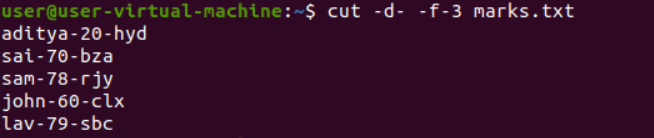 user@user-virtual-machine:~$ cut -d- -f-3 marks.txt
aditya-20-hyd
sai-70-bza
sam-78-rjy
john-60-clx
lav-79-sbc